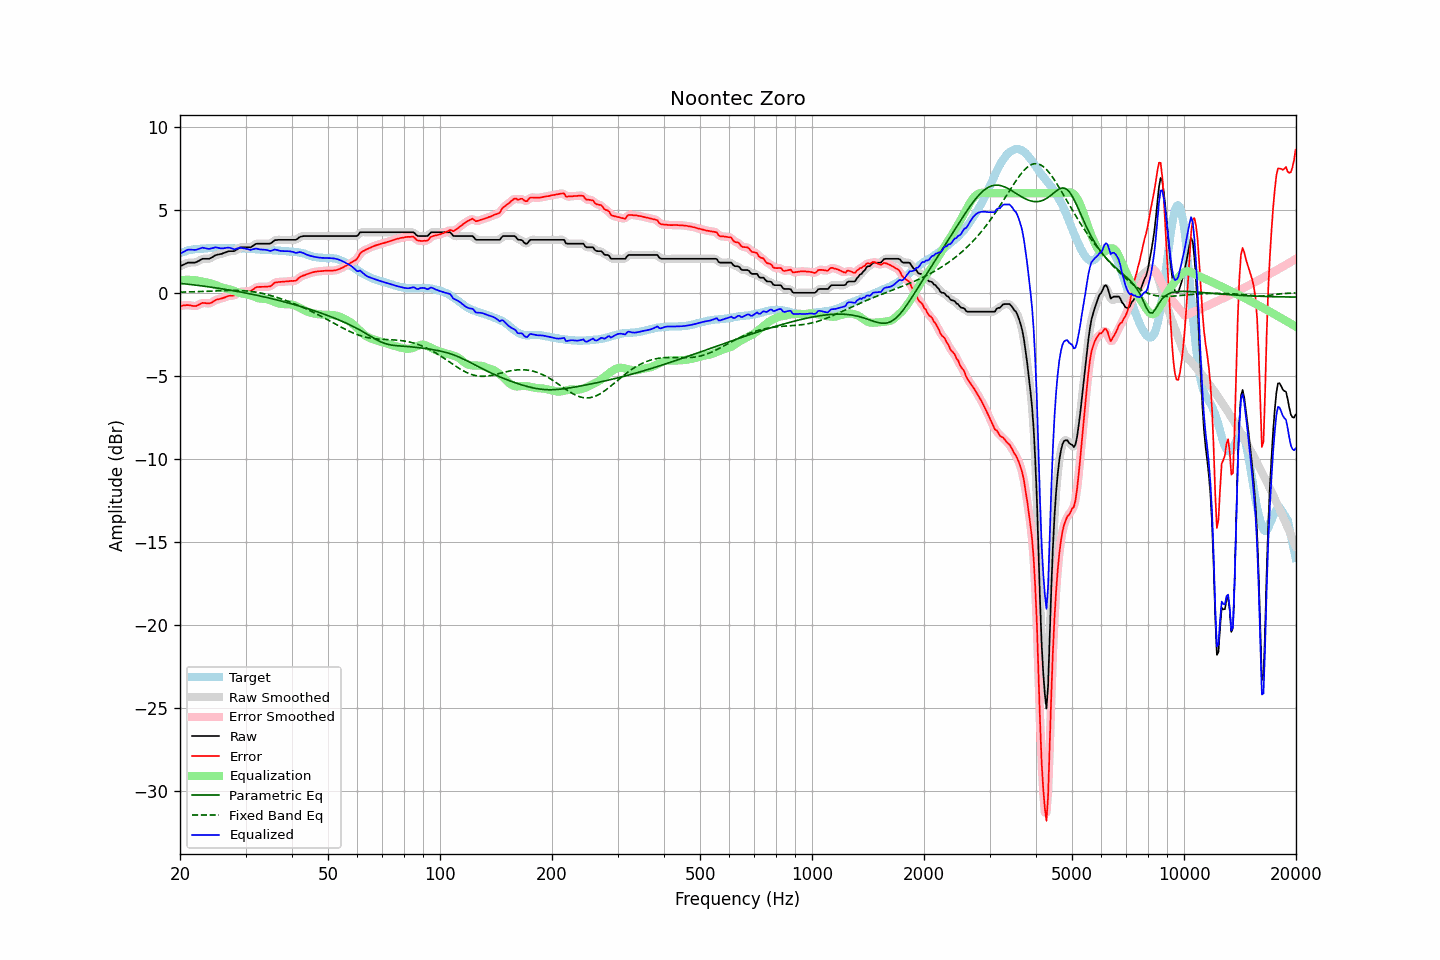 Noontec Zoro
10
5
0
−5
−10
−15
−20
−25
−30
Amplitude (dBr)
Target
Raw Smoothed
Error Smoothed
Raw
Error
Equalization
Parametric Eq
Fixed Band Eq
Equalized
20 50 100 200 500 1000 2000 5000 10000 20000
Frequency (Hz)